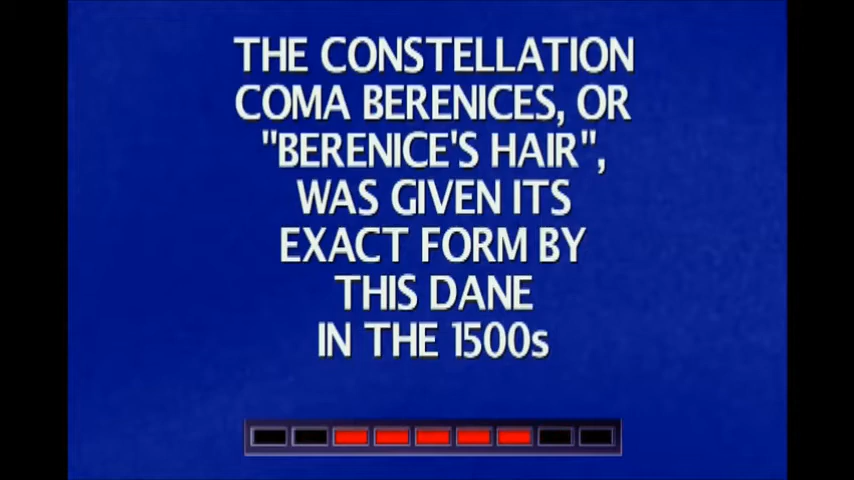 THE CONSTELLATION
COMA BERENICES, OR
"BERENICE'S HAIR",
WAS GIVEN ITS
EXACT FORM BY
THIS DANE
IN THE 1500s